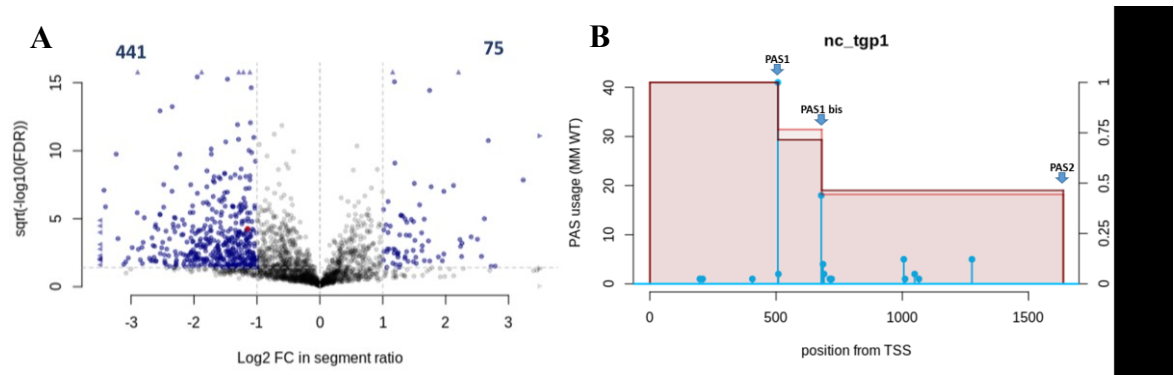 A
441
75
15
10
5
0
sqrt(-log10(FDR))
-3 -2 -1 0 1 2 3
Log2 FC in segment ratio
B
nc_tgp1
PAS1
PAS1 bis
PAS2
40
30
20
10
0
PAS usage (MM WT)
1
0.75
0.5
0.25
0
0 500 1000 1500
position from TSS